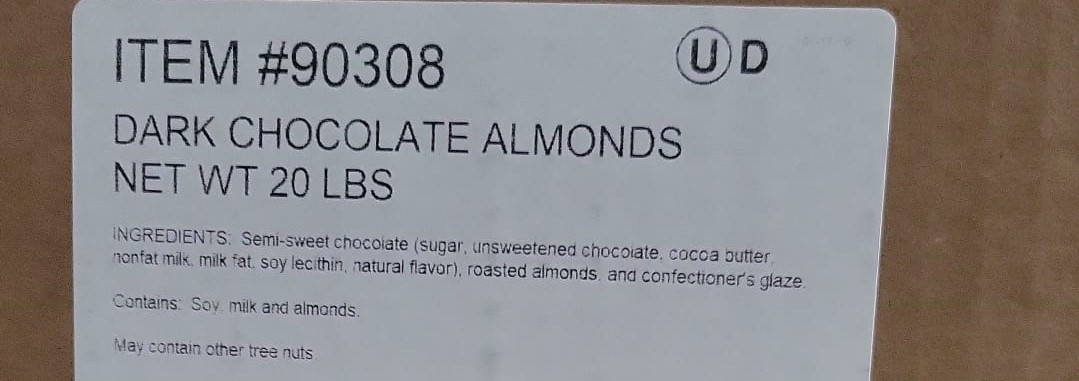 ITEM #90308
Ⓤ D
DARK CHOCOLATE ALMONDS
NET WT 20 LBS
INGREDIENTS: Semi-sweet chocolate (sugar, unsweetened chocolate, cocoa butter,
nonfat milk, milk fat, soy lecithin, natural flavor), roasted almonds, and confectioner's glaze.
Contains: Soy, milk and almonds.
May contain other tree nuts